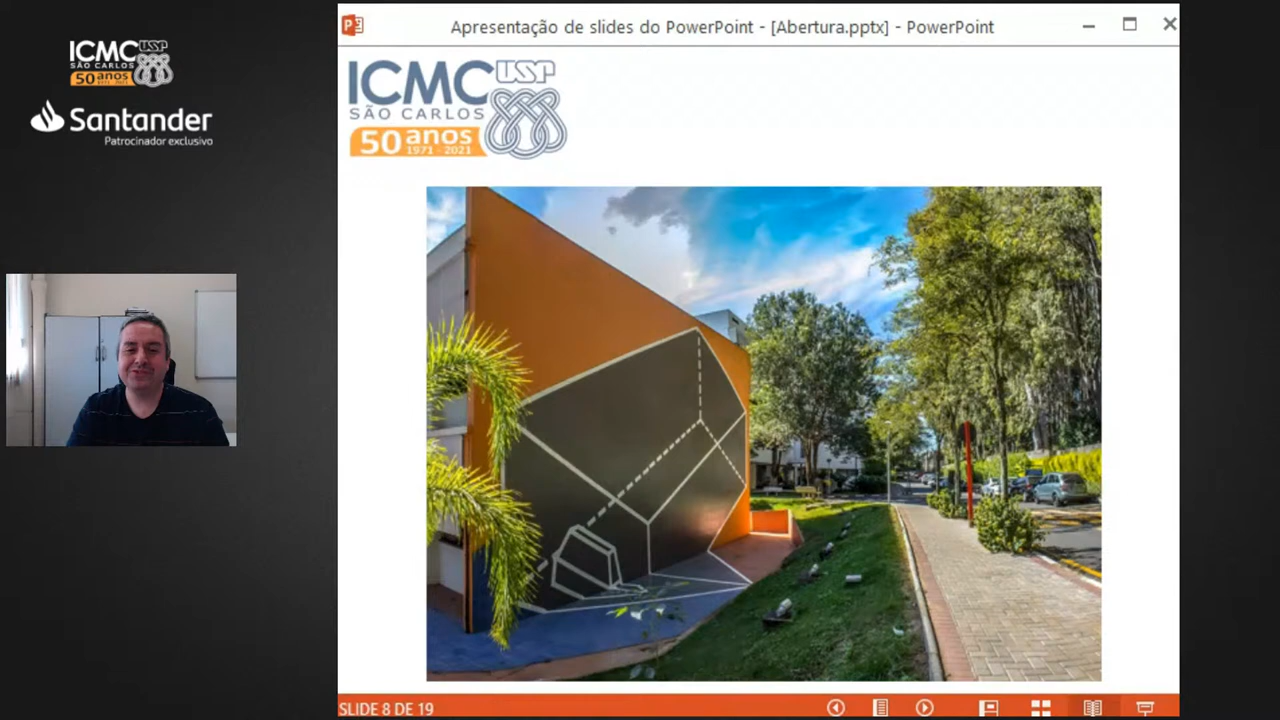 ICMC USP
SÃO CARLOS
50 anos
1971 - 2021
Santander
Patrocinador exclusivo
Apresentação de slides do PowerPoint - [Abertura.pptx] - PowerPoint
ICMC USP
SÃO CARLOS
50 anos
1971 - 2021
SLIDE 8 DE 19